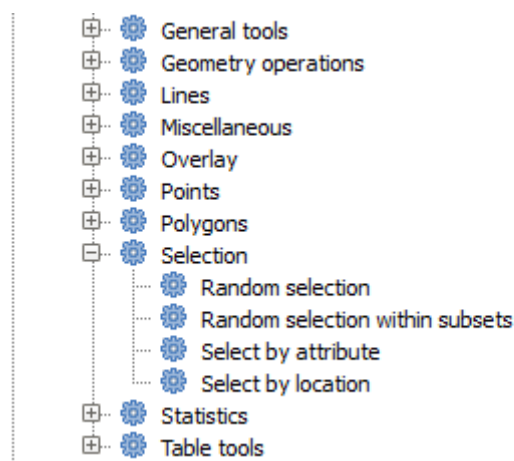 General tools
Geometry operations
Lines
Miscellaneous
Overlay
Points
Polygons
Selection
Random selection
Random selection within subsets
Select by attribute
Select by location
Statistics
Table tools